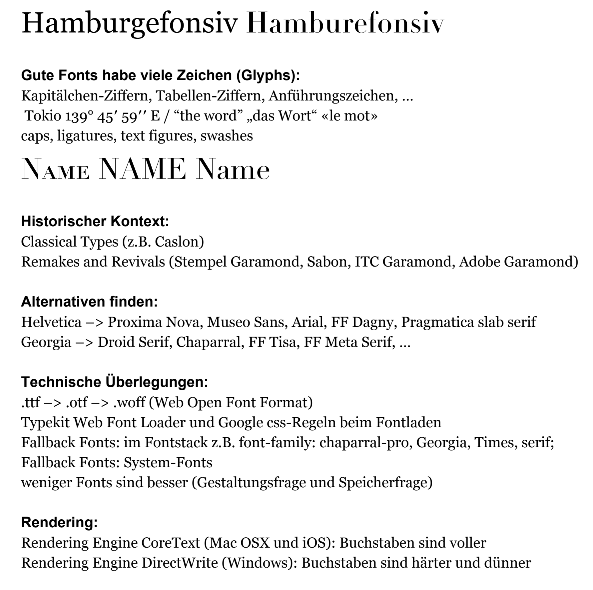 Hamburgefonsiv Hamburefonsiv
Gute Fonts habe viele Zeichen (Glyphs):
Kapitälchen-Ziffern, Tabellen-Ziffern, Anführungszeichen, ...
Tokio 139° 45′ 59′′ E / “the word” „das Wort“ «le mot»
caps, ligatures, text figures, swashes
Name NAME Name
Historischer Kontext:
Classical Types (z.B. Caslon)
Remakes and Revivals (Stempel Garamond, Sabon, ITC Garamond, Adobe Garamond)
Alternativen finden:
Helvetica –> Proxima Nova, Museo Sans, Arial, FF Dagny, Pragmatica slab serif
Georgia –> Droid Serif, Chaparral, FF Tisa, FF Meta Serif, ...
Technische Überlegungen:
.ttf –> .otf –> .woff (Web Open Font Format)
Typekit Web Font Loader und Google css-Regeln beim Fontladen
Fallback Fonts: im Fontstack z.B. font-family: chaparral-pro, Georgia, Times, serif;
Fallback Fonts: System-Fonts
weniger Fonts sind besser (Gestaltungsfrage und Speicherfrage)
Rendering:
Rendering Engine CoreText (Mac OSX und iOS): Buchstaben sind voller
Rendering Engine DirectWrite (Windows): Buchstaben sind härter und dünner